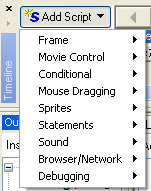 Add Script
Timeline
Frame
Movie Control
Conditional
Mouse Dragging
Sprites
Statements
Sound
Browser/Network
Debugging
Ou
Ins